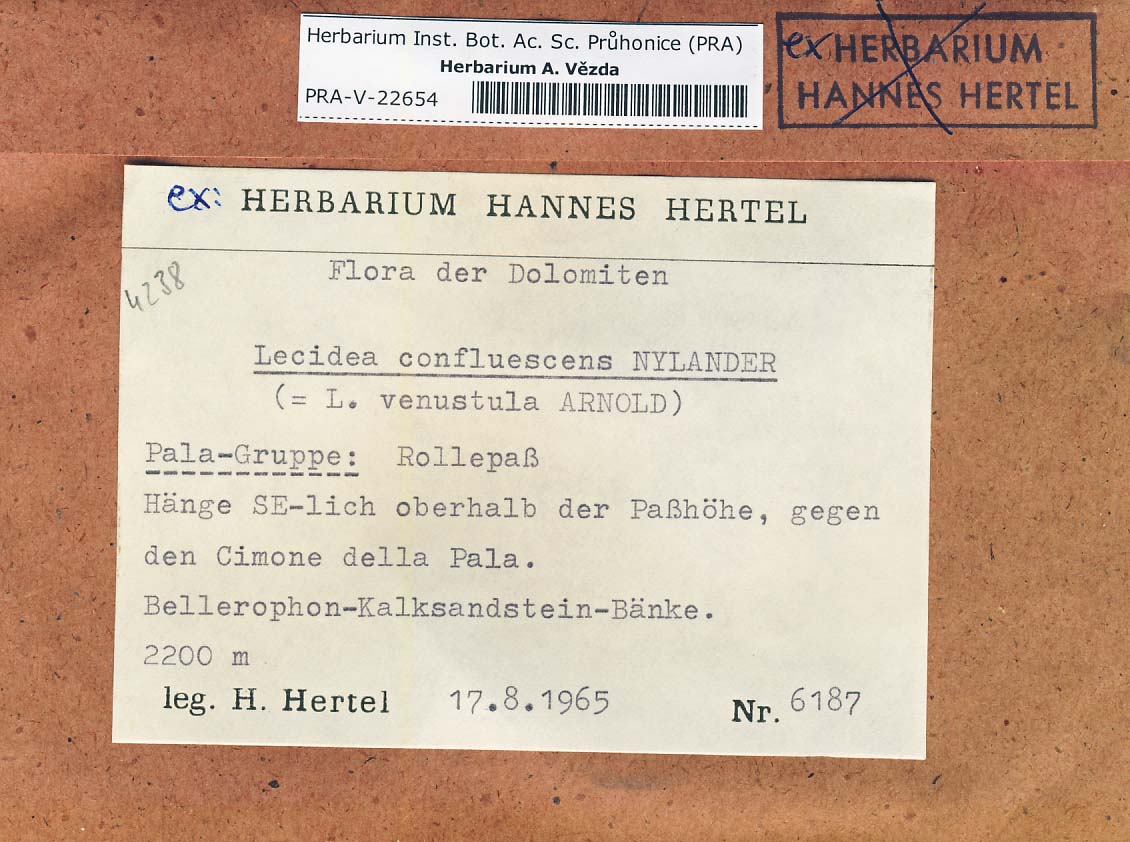 Herbarium Inst. Bot. Ac. Sc. Průhonice (PRA)
Herbarium A. Vězda
PRA-V-22654
ex HERBARIUM
HANNES HERTEL
ex: HERBARIUM HANNES HERTEL
4238
Flora der Dolomiten
Lecidea confluescens NYLANDER
(= L. venustula ARNOLD)
Pala-Gruppe: Rollepaß
Hänge SE-lich oberhalb der Paßhöhe, gegen
den Cimone della Pala.
Bellerophon-Kalksandstein-Bänke.
2200 m
leg. H. Hertel 17.8.1965 Nr. 6187